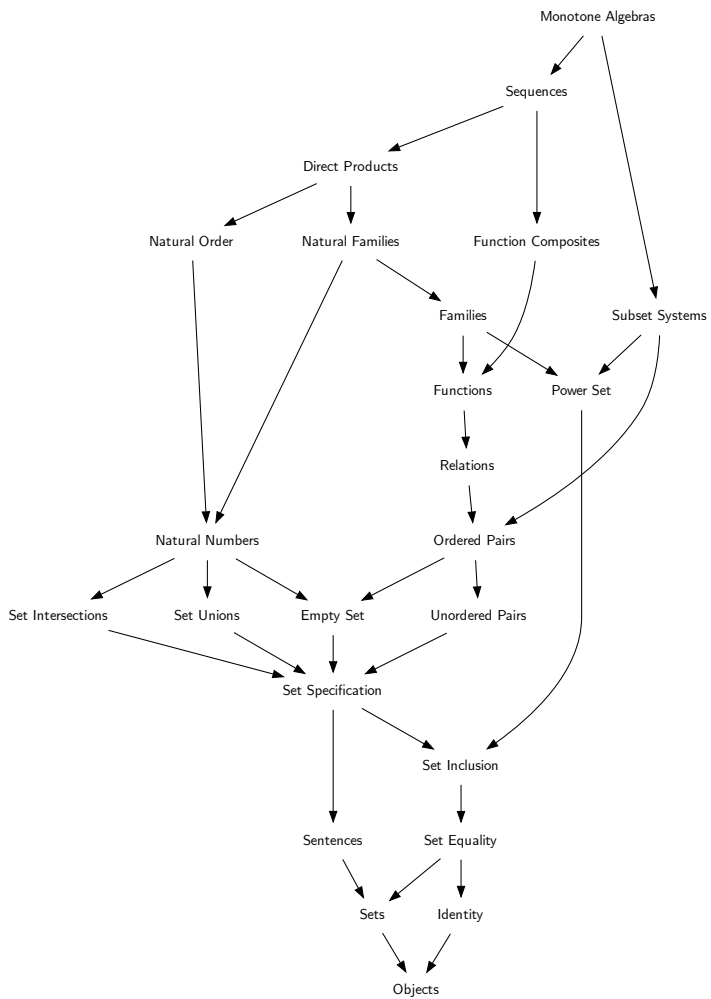 Monotone Algebras
Sequences
Direct Products
Natural Order
Natural Families
Function Composites
Families
Subset Systems
Functions
Power Set
Relations
Natural Numbers
Ordered Pairs
Set Intersections
Set Unions
Empty Set
Unordered Pairs
Set Specification
Set Inclusion
Sentences
Set Equality
Sets
Identity
Objects